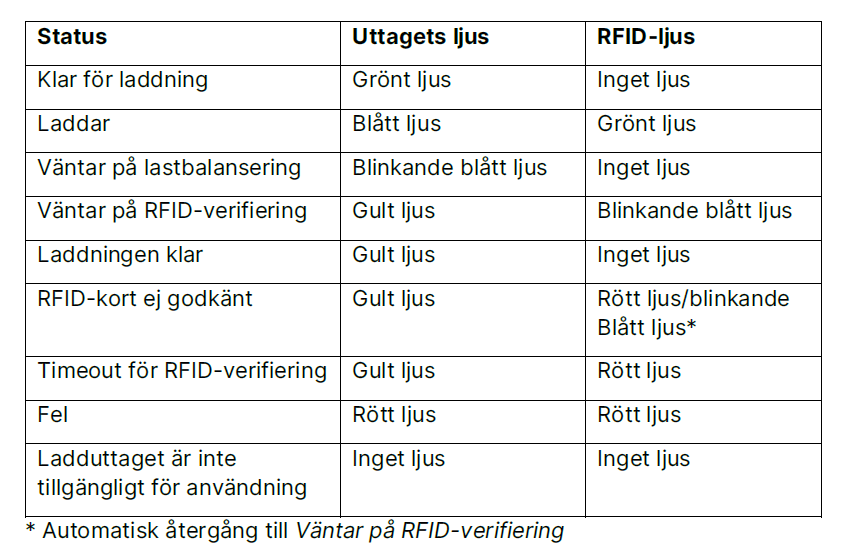 Status Uttagets ljus RFID-ljus
Klar för laddning Grönt ljus Inget ljus
Laddar Blått ljus Grönt ljus
Väntar på lastbalansering Blinkande blått ljus Inget ljus
Väntar på RFID-verifiering Gult ljus Blinkande blått ljus
Laddningen klar Gult ljus Inget ljus
RFID-kort ej godkänt Gult ljus Rött ljus/blinkande
Blått ljus*
Timeout för RFID-verifiering Gult ljus Rött ljus
Fel Rött ljus Rött ljus
Ladduttaget är inte Inget ljus Inget ljus
tillgängligt för användning
* Automatisk återgång till Väntar på RFID-verifiering